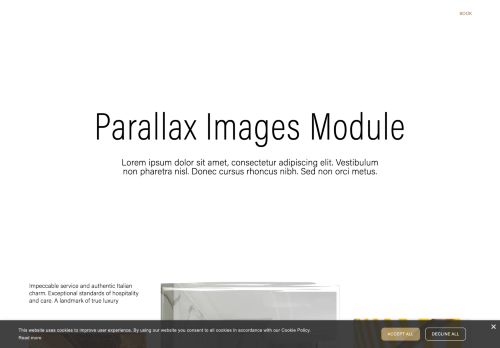 BOOK
Parallax Images Module
Lorem ipsum dolor sit amet, consectetur adipiscing elit. Vestibulum
non pharetra nisl. Donec cursus rhoncus nibh. Sed non orci metus.
Impeccable service and authentic Italian
charm. Exceptional standards of hospitality
and care. A landmark of true luxury
This website uses cookies to improve user experience. By using our website you consent to all cookies in accordance with our Cookie Policy.
Read more
ACCEPT ALL
DECLINE ALL